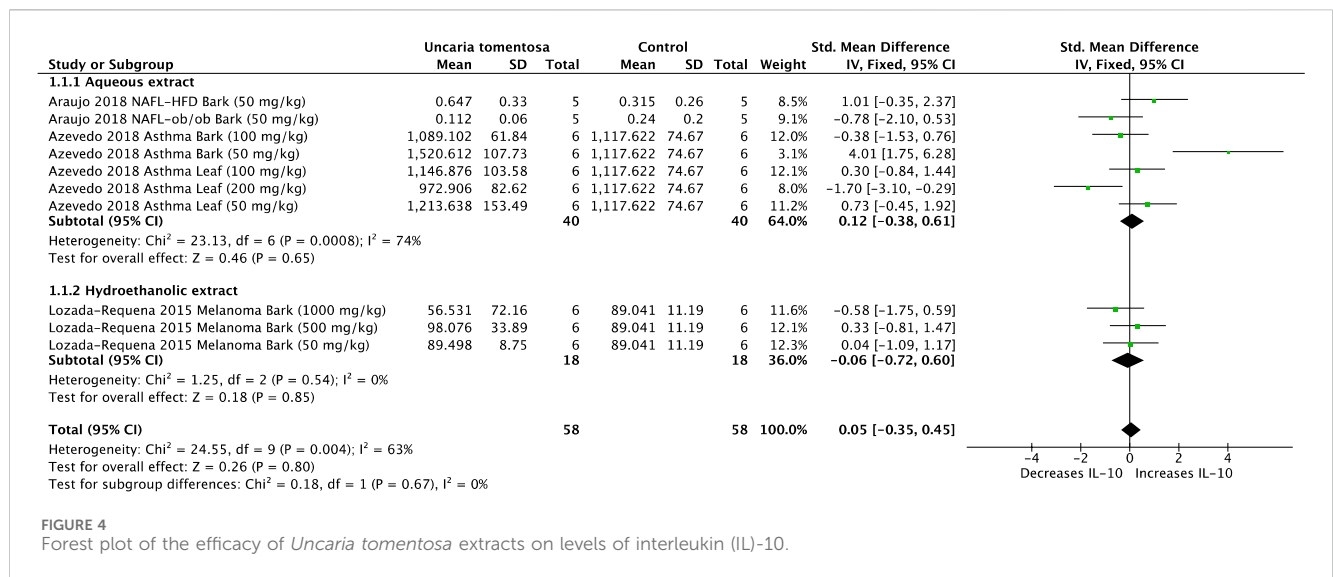 Uncaria tomentosa Control Std. Mean Difference Std. Mean Difference
Study or Subgroup Mean SD Total Mean SD Total Weight IV, Fixed, 95% CI IV, Fixed, 95% CI
1.1.1 Aqueous extract
Araujo 2018 NAFL-HFD Bark (50 mg/kg) 0.647 0.33 5 0.315 0.26 5 8.5% 1.01 [-0.35, 2.37]
Araujo 2018 NAFL-ob/ob Bark (50 mg/kg) 0.112 0.06 5 0.24 0.2 5 9.1% -0.78 [-2.10, 0.53]
Azevedo 2018 Asthma Bark (100 mg/kg) 1,089.102 61.84 6 1,117.622 74.67 6 12.0% -0.38 [-1.53, 0.76]
Azevedo 2018 Asthma Bark (50 mg/kg) 1,520.612 107.73 6 1,117.622 74.67 6 3.1% 4.01 [1.75, 6.28]
Azevedo 2018 Asthma Leaf (100 mg/kg) 1,146.876 103.58 6 1,117.622 74.67 6 12.1% 0.30 [-0.84, 1.44]
Azevedo 2018 Asthma Leaf (200 mg/kg) 972.906 82.62 6 1,117.622 74.67 6 8.0% -1.70 [-3.10, -0.29]
Azevedo 2018 Asthma Leaf (50 mg/kg) 1,213.638 153.49 6 1,117.622 74.67 6 11.2% 0.73 [-0.45, 1.92]
Subtotal (95% CI) 40 40 64.0% 0.12 [-0.38, 0.61]
Heterogeneity: Chi² = 23.13, df = 6 (P = 0.0008); I² = 74%
Test for overall effect: Z = 0.46 (P = 0.65)
1.1.2 Hydroethanolic extract
Lozada-Requena 2015 Melanoma Bark (1000 mg/kg) 56.531 72.16 6 89.041 11.19 6 11.6% -0.58 [-1.75, 0.59]
Lozada-Requena 2015 Melanoma Bark (500 mg/kg) 98.076 33.89 6 89.041 11.19 6 12.1% 0.33 [-0.81, 1.47]
Lozada-Requena 2015 Melanoma Bark (50 mg/kg) 89.498 8.75 6 89.041 11.19 6 12.3% 0.04 [-1.09, 1.17]
Subtotal (95% CI) 18 18 36.0% -0.06 [-0.72, 0.60]
Heterogeneity: Chi² = 1.25, df = 2 (P = 0.54); I² = 0%
Test for overall effect: Z = 0.18 (P = 0.85)
Total (95% CI) 58 58 100.0% 0.05 [-0.35, 0.45]
Heterogeneity: Chi² = 24.55, df = 9 (P = 0.004); I² = 63%
Test for overall effect: Z = 0.26 (P = 0.80)
Test for subgroup differences: Chi² = 0.18, df = 1 (P = 0.67), I² = 0%
-4 -2 0 2 4
Decreases IL-10 Increases IL-10
FIGURE 4
Forest plot of the efficacy of Uncaria tomentosa extracts on levels of interleukin (IL)-10.